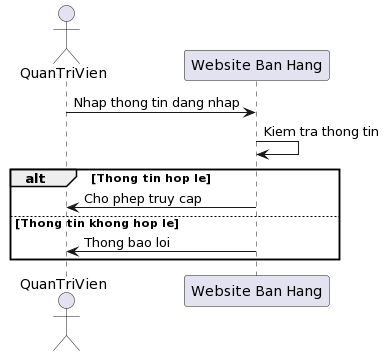 QuanTriVien
Website Ban Hang
Nhap thong tin dang nhap
Kiem tra thong tin
alt [Thong tin hop le]
Cho phep truy cap
[Thong tin khong hop le]
Thong bao loi
QuanTriVien
Website Ban Hang